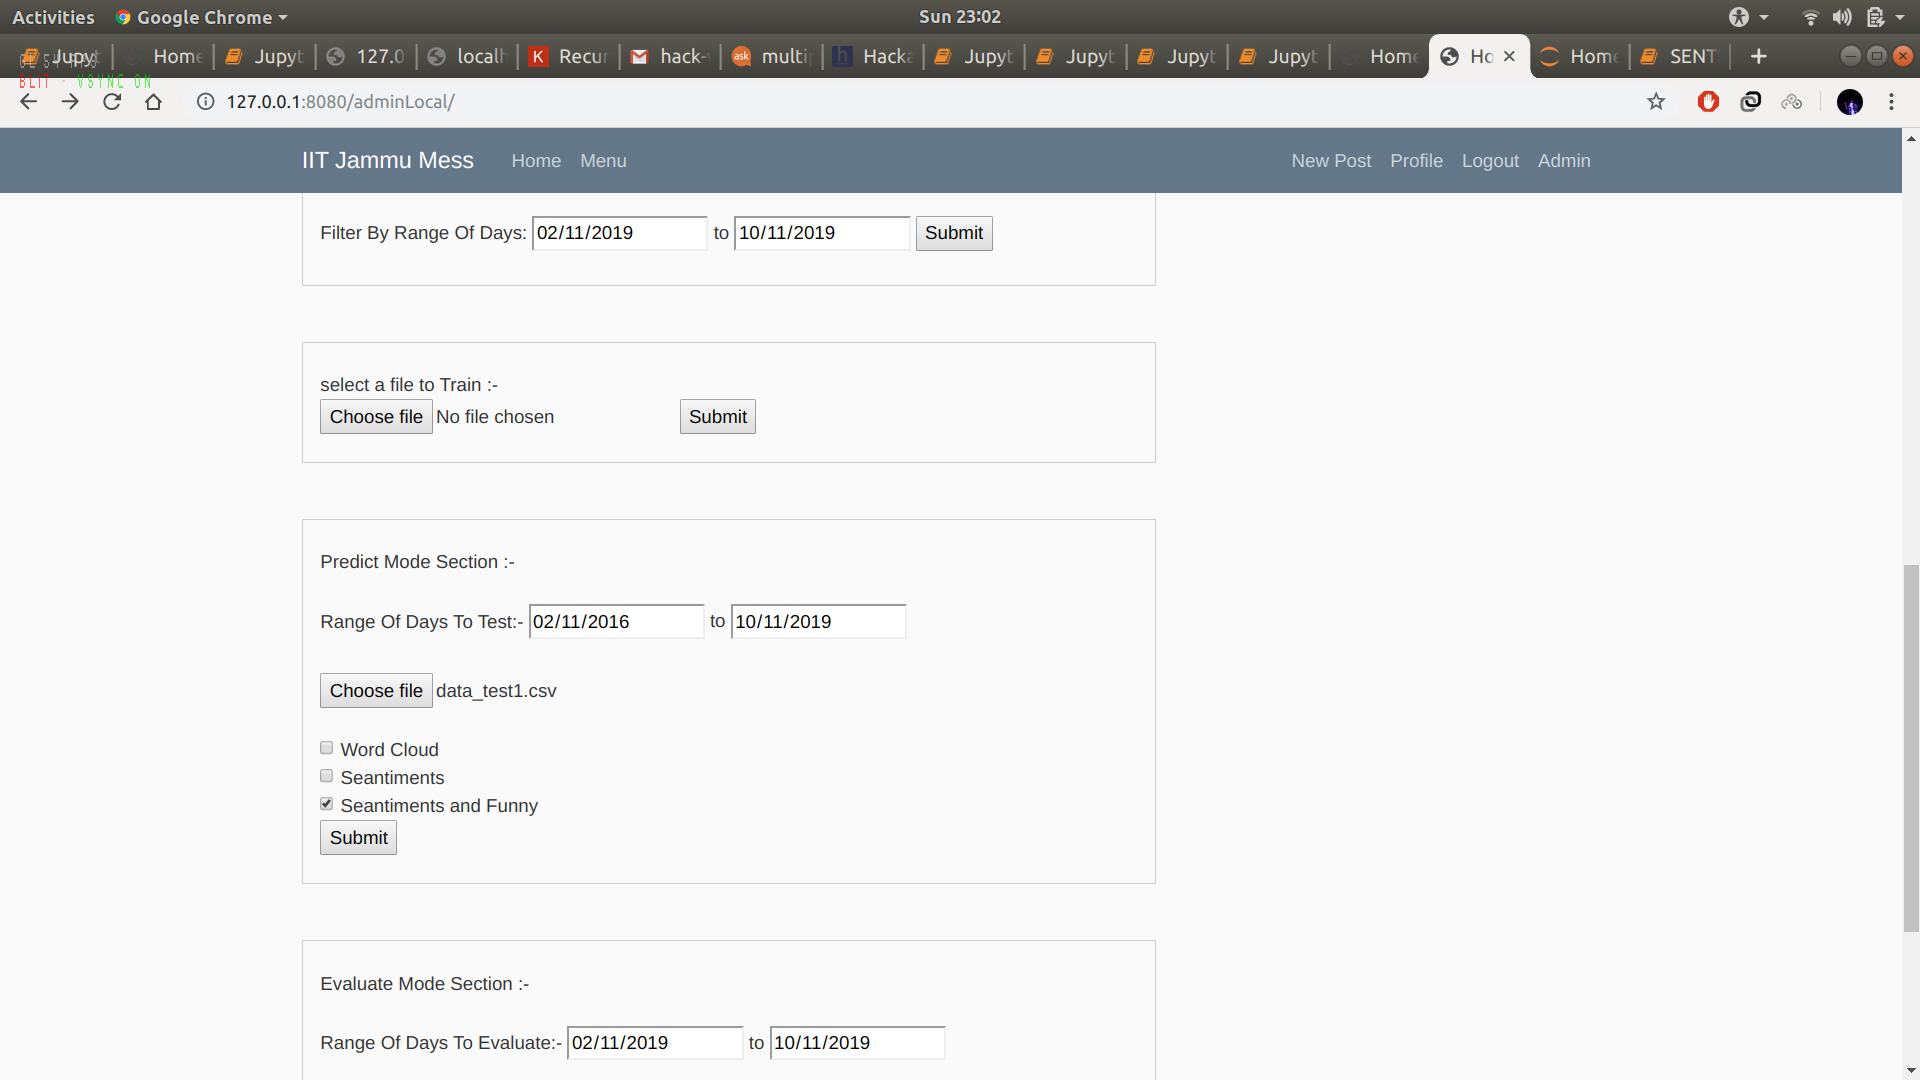 Activities Google Chrome Sun 23:02
Jupyt Home Jupyt 127.0 localh Recur hack- multi Hacka Jupyt Jupyt Jupyt Jupyt Home Ho Home SENT
BLIT - VSYNC ON
127.0.0.1:8080/adminLocal/
IIT Jammu Mess Home Menu New Post Profile Logout Admin
Filter By Range Of Days: 02/11/2019 to 10/11/2019 Submit
select a file to Train :-
Choose file No file chosen Submit
Predict Mode Section :-
Range Of Days To Test:- 02/11/2016 to 10/11/2019
Choose file data_test1.csv
Word Cloud
Seantiments
Seantiments and Funny
Submit
Evaluate Mode Section :-
Range Of Days To Evaluate:- 02/11/2019 to 10/11/2019